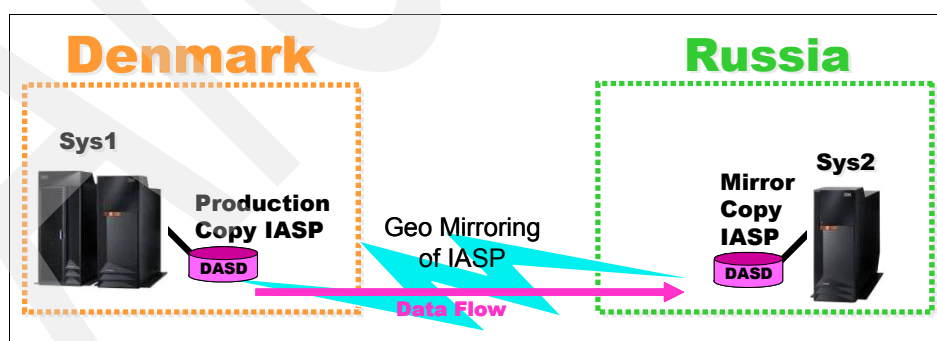 Denmark
Russia
Sys1
Sys2
Production
Copy IASP
DASD
Geo Mirroring
of IASP
Data Flow
Mirror
Copy
IASP
DASD